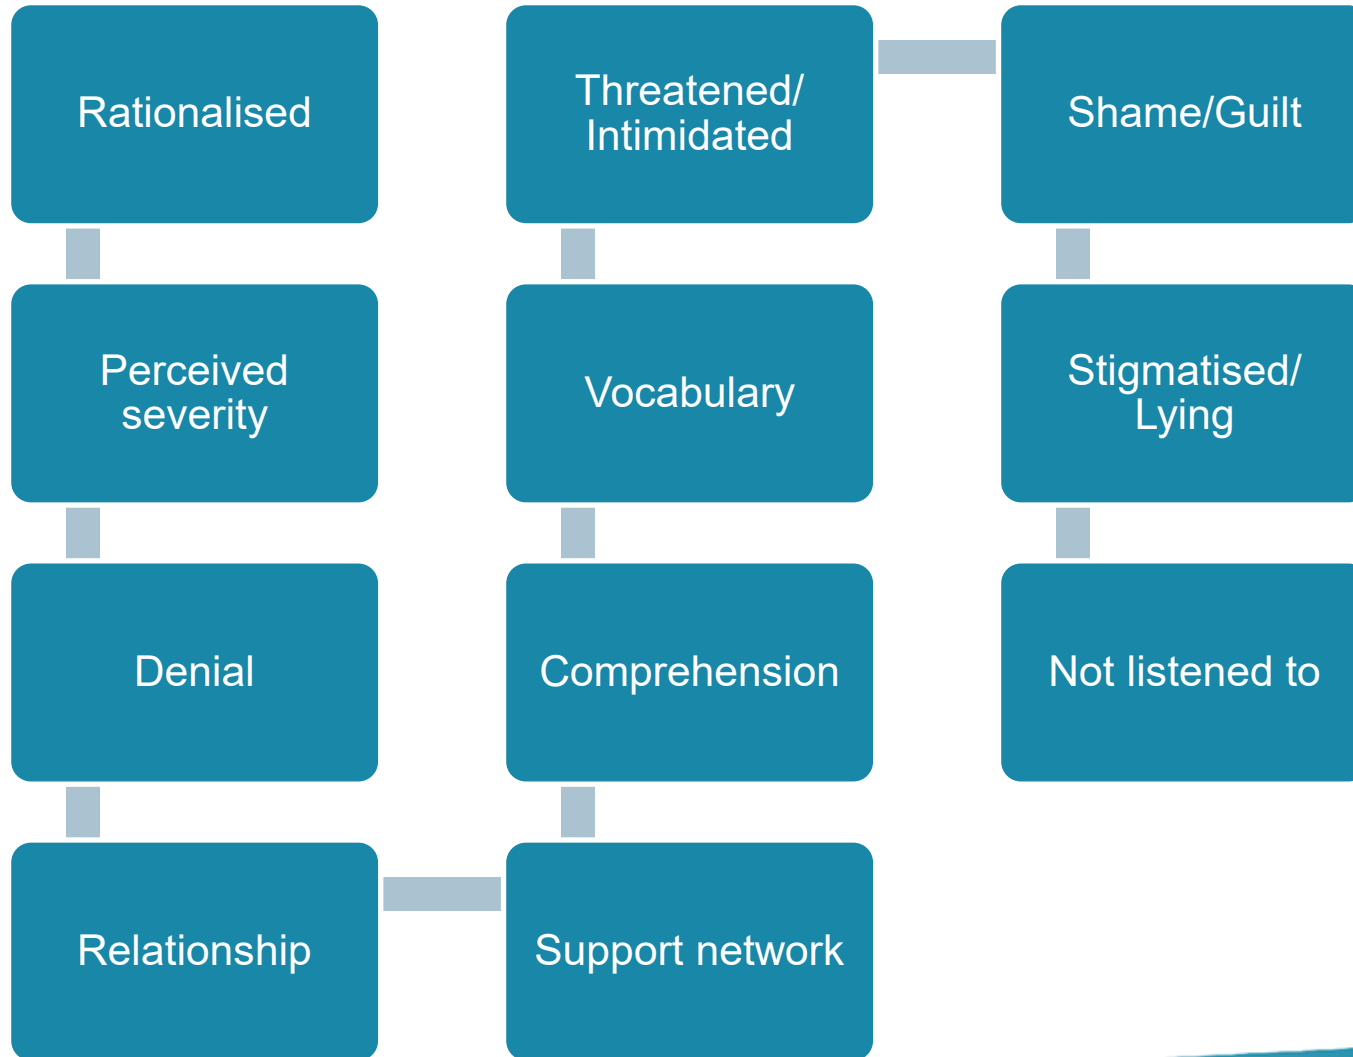 Rationalised
Perceived
severity
Denial
Relationship
Support network
Comprehension
Vocabulary
Threatened/
Intimidated
Shame/Guilt
Stigmatised/
Lying
Not listened to